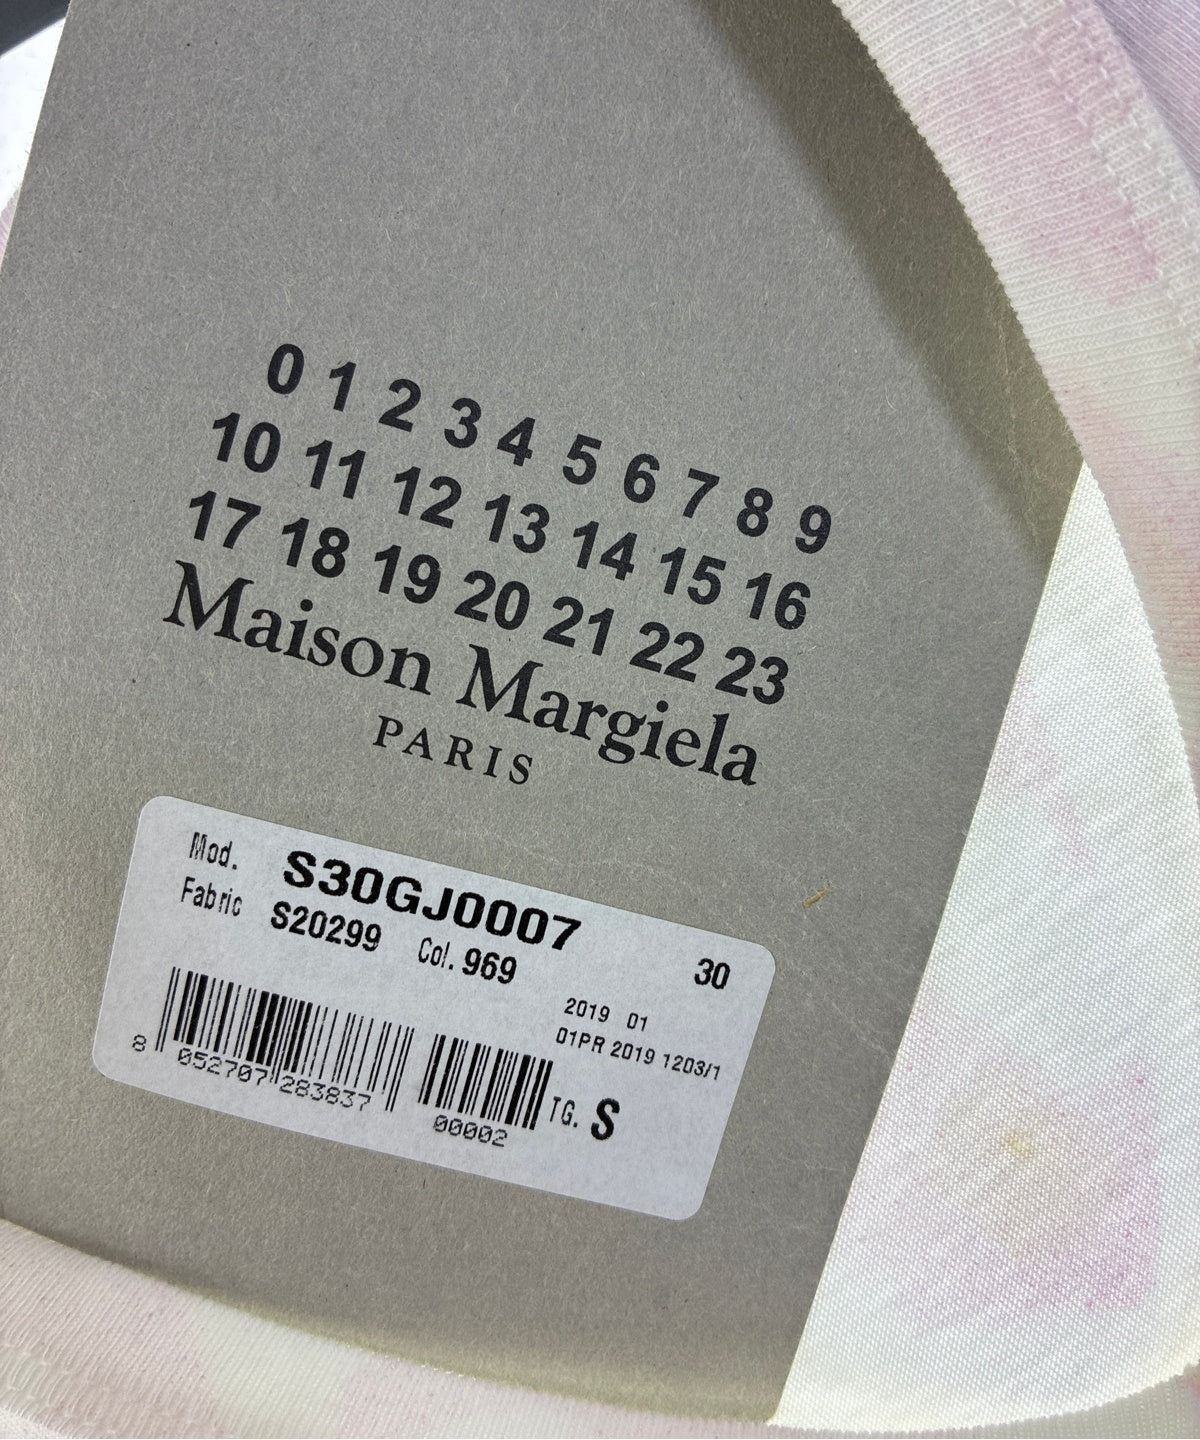 0 1 2 3 4 5 6 7 8 9
10 11 12 13 14 15 16
17 18 19 20 21 22 23
Maison Margiela
PARIS
Mod. S30GJ0007
Fabric S20299 Col. 969 30
2019 01
01PR 2019 1203/1
8 052707 283837 00002 TG. S